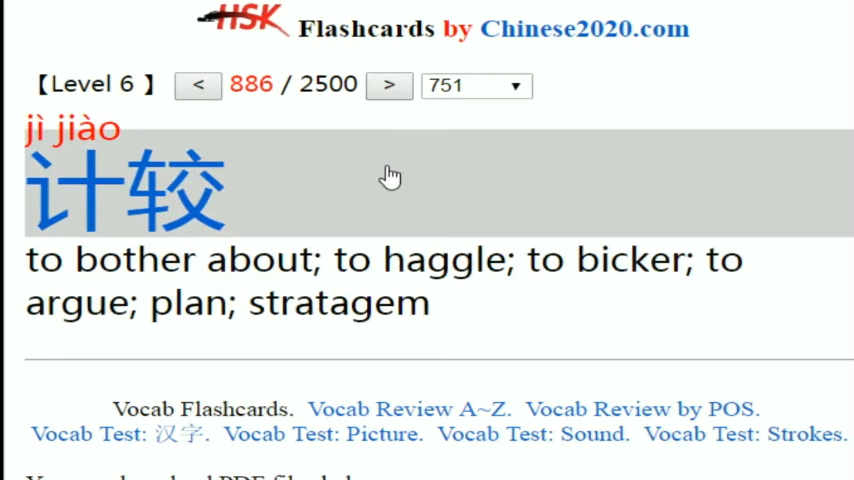 HSK Flashcards by Chinese2020.com
【Level 6 】 < 886 / 2500 > 751
jì jiào
计较
to bother about; to haggle; to bicker; to
argue; plan; stratagem
Vocab Flashcards. Vocab Review A~Z. Vocab Review by POS.
Vocab Test: 汉字. Vocab Test: Picture. Vocab Test: Sound. Vocab Test: Strokes.